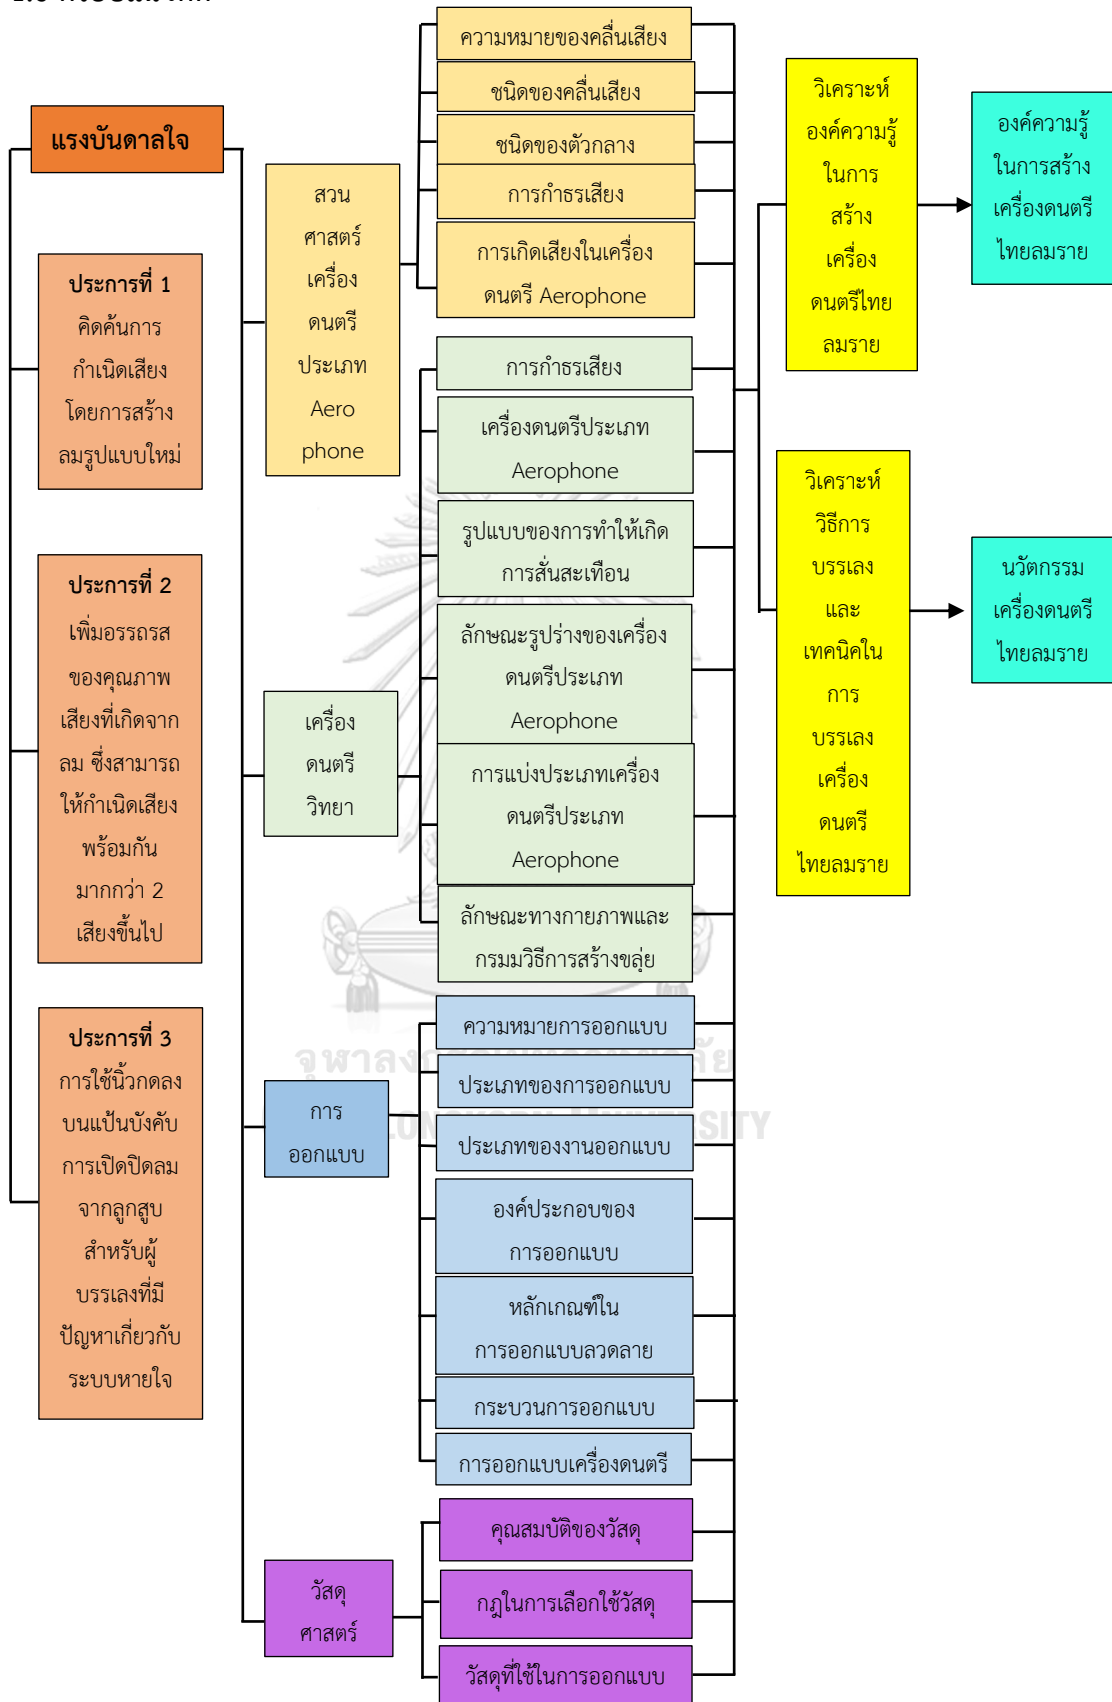 แรงบันดาลใจ
ประการที่ 1
คิดค้นการ
กำเนิดเสียง
โดยการสร้าง
ลมรูปแบบใหม่
ประการที่ 2
เพิ่มอรรถรส
ของคุณภาพ
เสียงที่เกิดจาก
ลม ซึ่งสามารถ
ให้กำเนิดเสียง
พร้อมกัน
มากกว่า 2
เสียงขึ้นไป
ประการที่ 3
การใช้นิ้วกดลง
บนแป้นบังคับ
การเปิดปิดลม
จากลูกสูบ
สำหรับผู้
บรรเลงที่มี
ปัญหาเกี่ยวกับ
ระบบหายใจ
สวน
ศาสตร์
เครื่อง
ดนตรี
ประเภท
Aero
phone
ความหมายของคลื่นเสียง
ชนิดของคลื่นเสียง
ชนิดของตัวกลาง
การกำธรเสียง
การเกิดเสียงในเครื่อง
ดนตรี Aerophone
เครื่อง
ดนตรี
วิทยา
การกำธรเสียง
เครื่องดนตรีประเภท
Aerophone
รูปแบบของการทำให้เกิด
การสั่นสะเทือน
ลักษณะรูปร่างของเครื่อง
ดนตรีประเภท
Aerophone
การแบ่งประเภทเครื่อง
ดนตรีประเภท
Aerophone
ลักษณะทางกายภาพและ
กรมมวิธีการสร้างขลุ่ย
การ
ออกแบบ
ความหมายการออกแบบ
ประเภทของการออกแบบ
ประเภทของงานออกแบบ
องค์ประกอบของ
การออกแบบ
หลักเกณฑ์ใน
การออกแบบลวดลาย
กระบวนการออกแบบ
การออกแบบเครื่องดนตรี
วัสดุ
ศาสตร์
คุณสมบัติของวัสดุ
กฎในการเลือกใช้วัสดุ
วัสดุที่ใช้ในการออกแบบ
วิเคราะห์
องค์ความรู้
ในการ
สร้าง
เครื่อง
ดนตรีไทย
ลมราย
วิเคราะห์
วิธีการ
บรรเลง
และ
เทคนิคใน
การ
บรรเลง
เครื่อง
ดนตรี
ไทยลมราย
องค์ความรู้
ในการสร้าง
เครื่องดนตรี
ไทยลมราย
นวัตกรรม
เครื่องดนตรี
ไทยลมราย